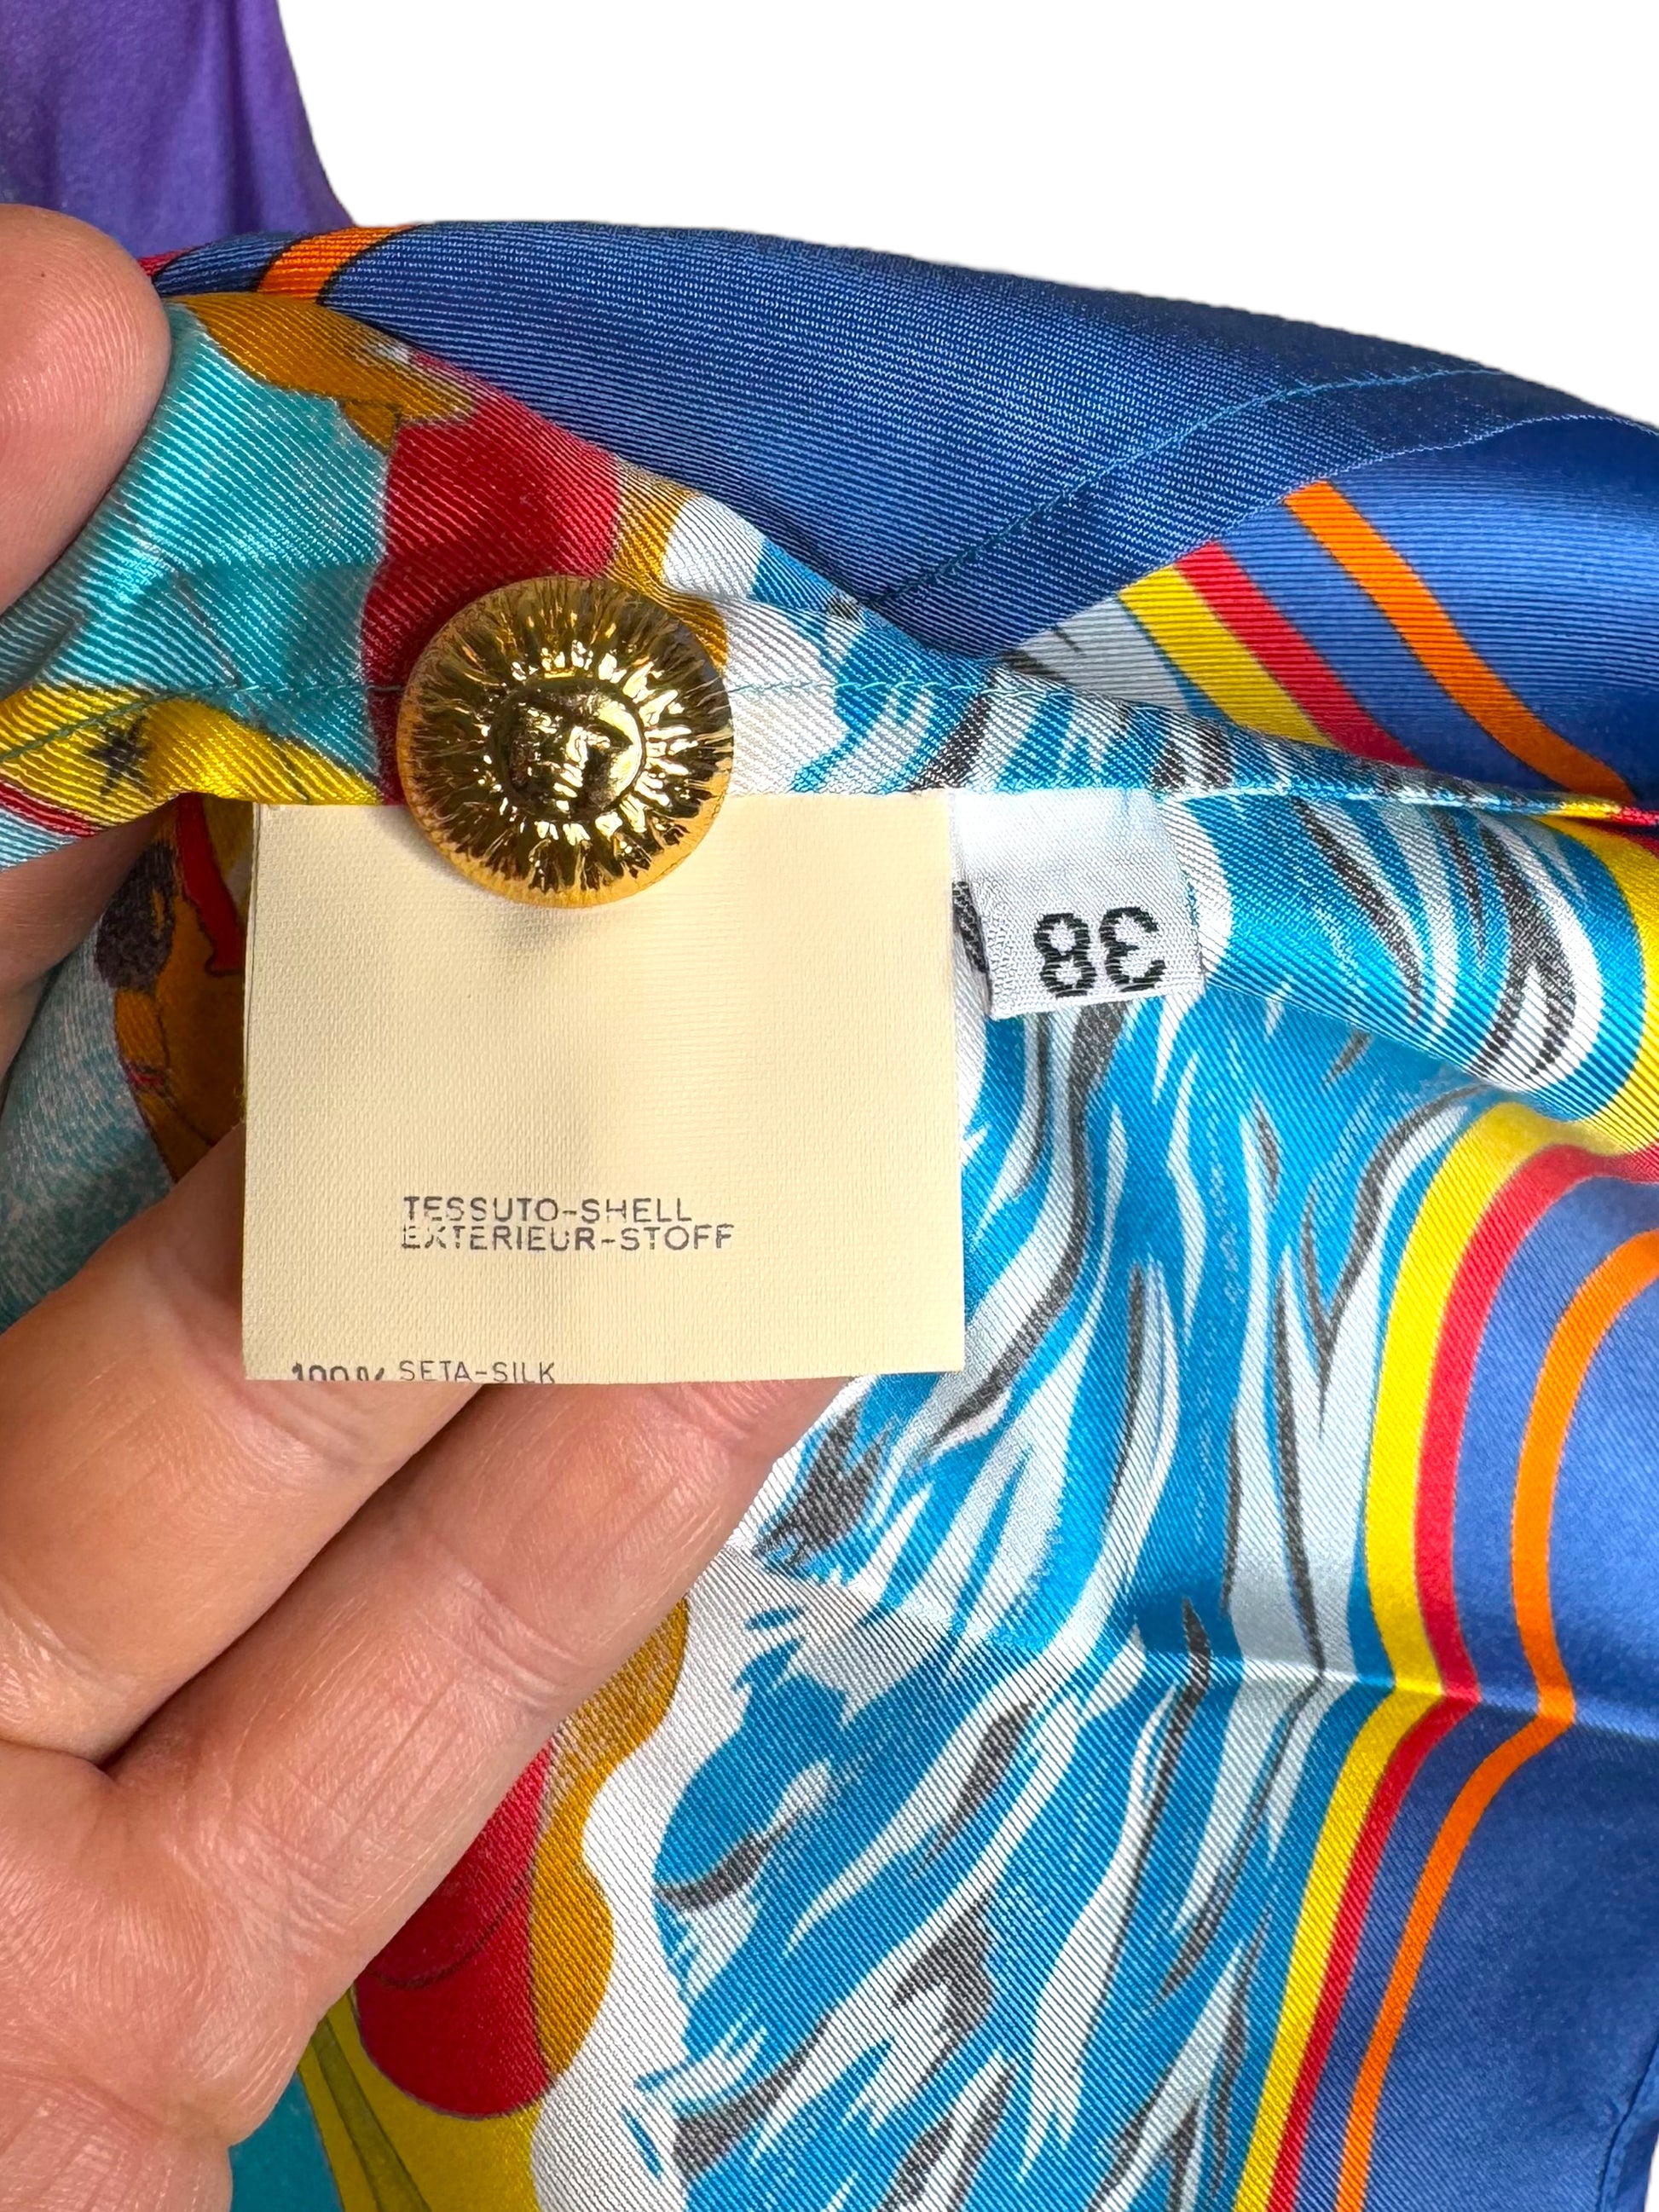 38
TESSUTO-SHELL
EXTERIEUR-STOFF
100% SETA-SILK